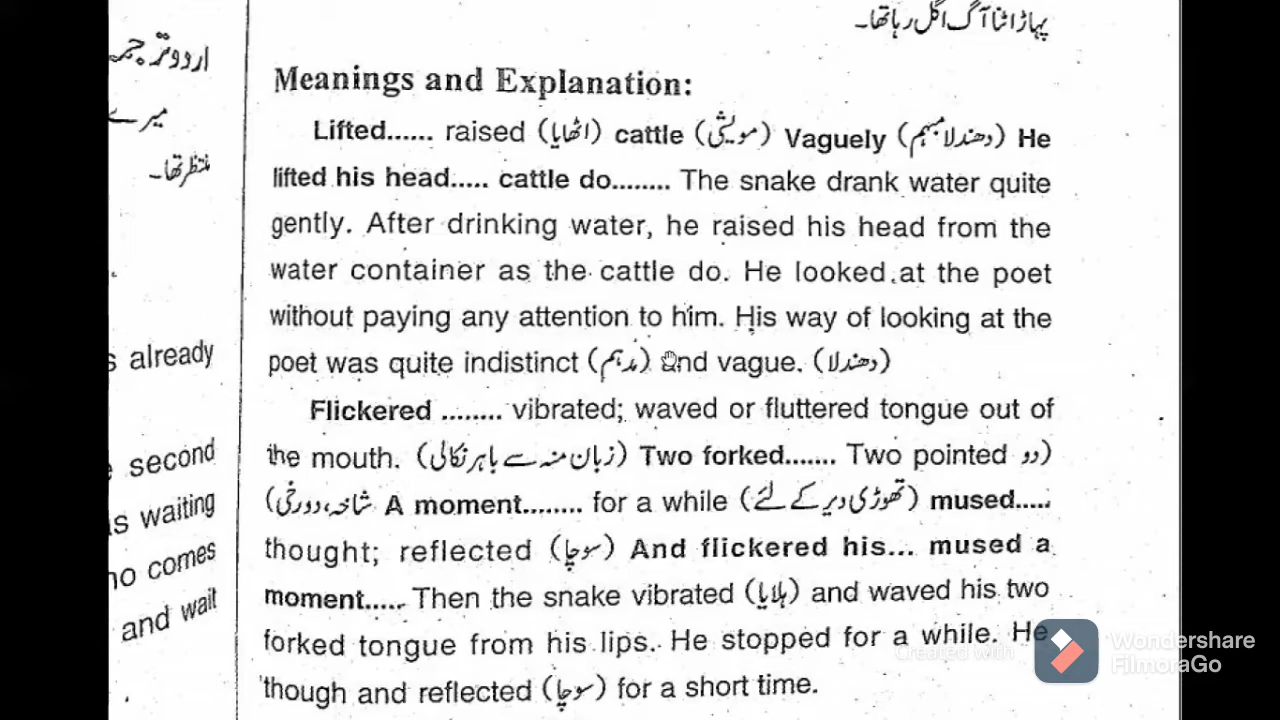 پہاڑ اٹنا آگ اگل رہا تھا۔
اردو ترجمہ
میرے
منتظر تھا۔
s already
second
as waiting
ho comes
and wait
Meanings and Explanation:
Lifted...... raised (اٹھایا) cattle (مویشی) Vaguely (دھندلا مبہم) He
lifted his head..... cattle do........ The snake drank water quite
gently. After drinking water, he raised his head from the
water container as the cattle do. He looked at the poet
without paying any attention to him. His way of looking at the
poet was quite indistinct (مدہم) and vague. (دھندلا)
Flickered ........ vibrated; waved or fluttered tongue out of
the mouth. (زبان منہ سے باہر نکالی) Two forked....... Two pointed (دو
شاخہ، دورخی) A moment........ for a while (تھوڑی دیر کے لئے) mused.....
thought; reflected (سوچا) And flickered his... mused a
moment..... Then the snake vibrated (ہلایا) and waved his two
forked tongue from his lips. He stopped for a while. He
though and reflected (سوچا) for a short time.
Created with
Wondershare
FilmoraGo